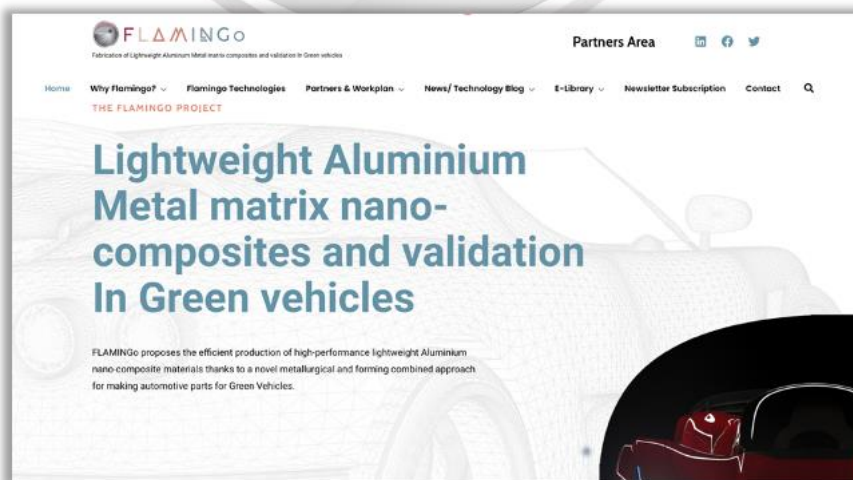 FLAMINGo
Fabrication of Lightweight Aluminum Metal matrix composites and validation In Green vehicles
Partners Area
Home Why Flamingo? Flamingo Technologies Partners & Workplan News/ Technology Blog E-Library Newsletter Subscription Contact
THE FLAMINGO PROJECT
Lightweight Aluminium
Metal matrix nano-
composites and validation
In Green vehicles
FLAMINGo proposes the efficient production of high-performance lightweight Aluminium
nano-composite materials thanks to a novel metallurgical and forming combined approach
for making automotive parts for Green Vehicles.